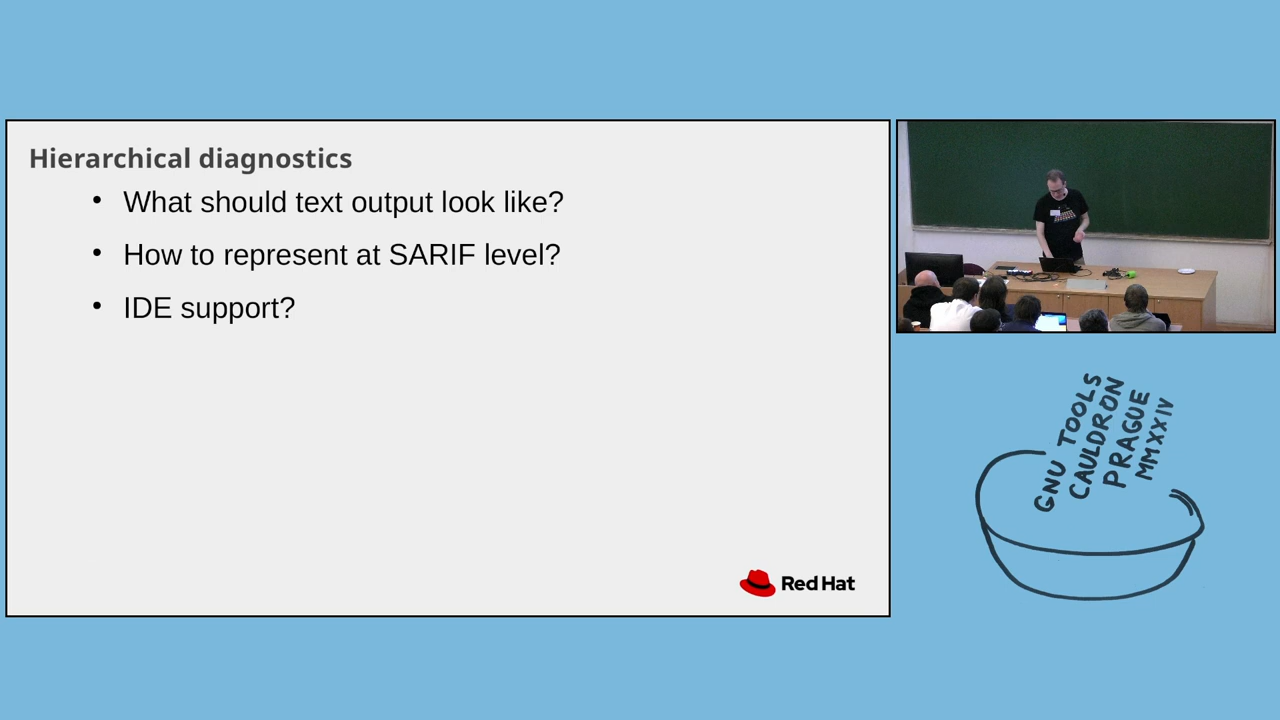 Hierarchical diagnostics
• What should text output look like?
• How to represent at SARIF level?
• IDE support?
Red Hat
GNU TOOLS
CAULDRON
PRAGUE
MMXXIV